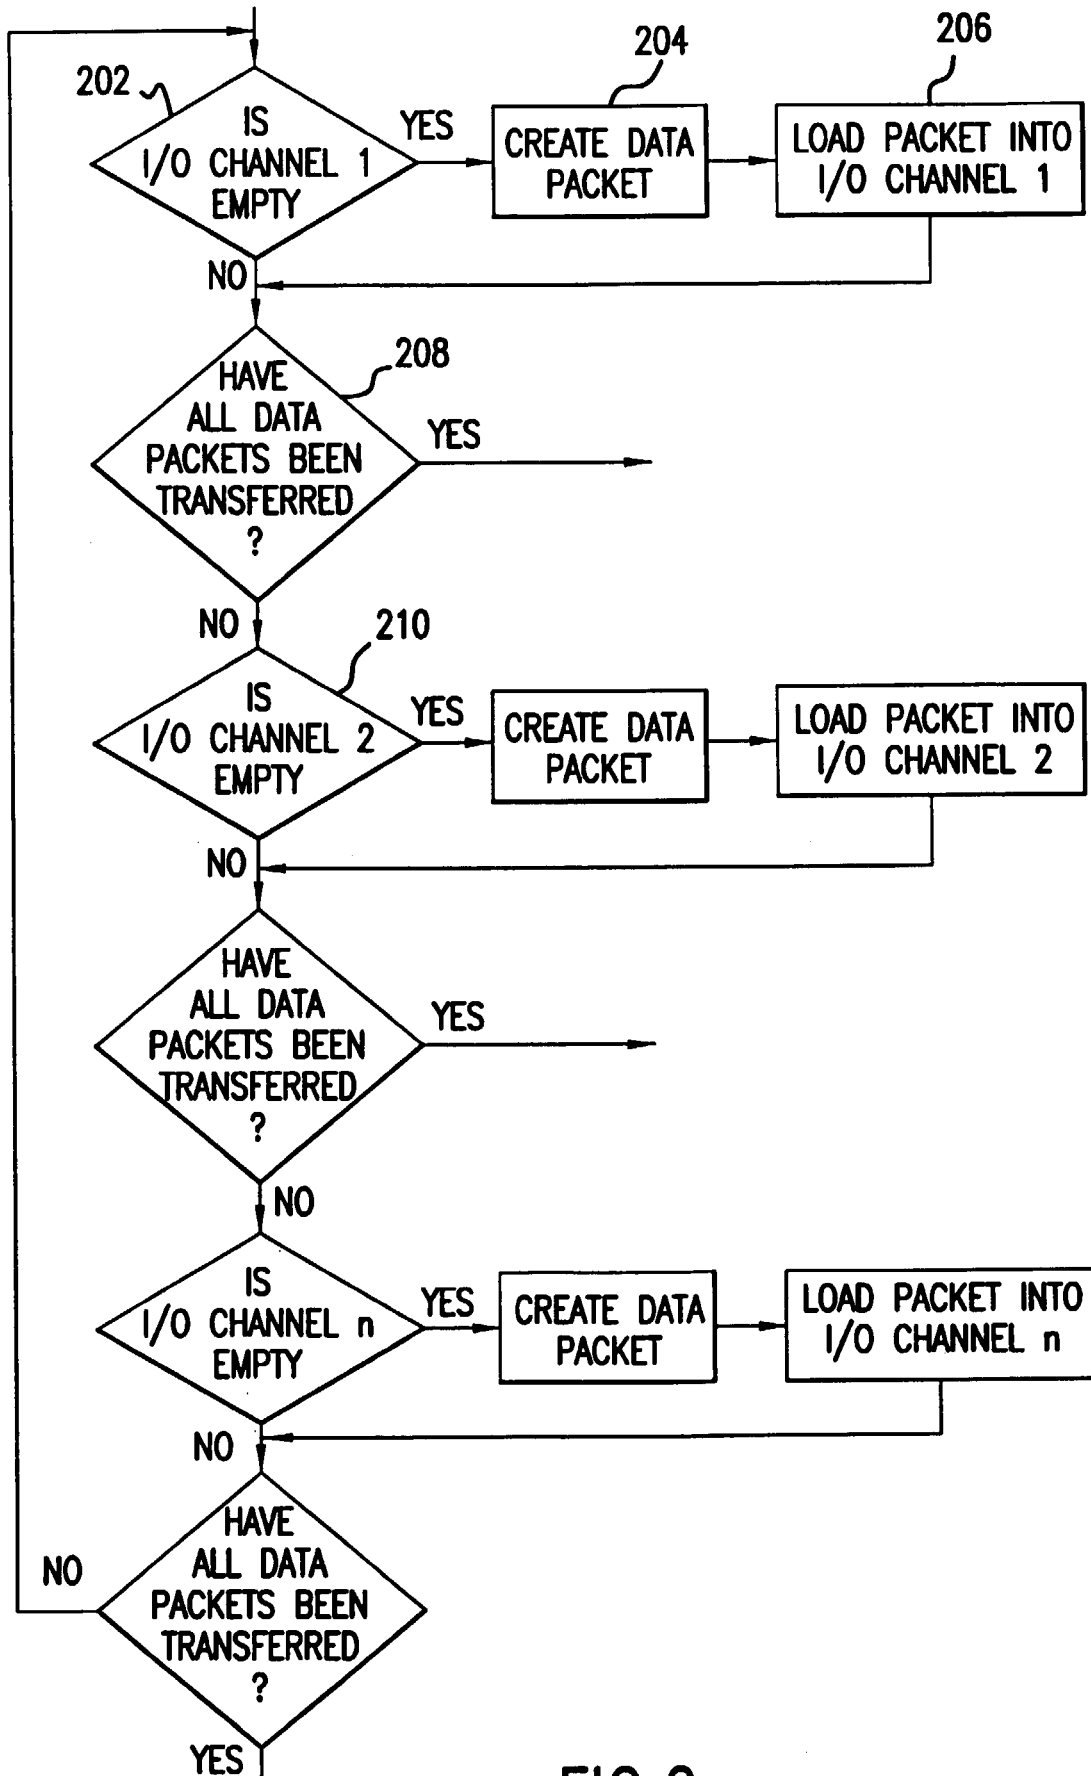 202
IS
I/O CHANNEL 1
EMPTY
YES
204
CREATE DATA
PACKET
206
LOAD PACKET INTO
I/O CHANNEL 1
NO
208
HAVE
ALL DATA
PACKETS BEEN
TRANSFERRED
?
YES
NO
210
IS
I/O CHANNEL 2
EMPTY
YES
CREATE DATA
PACKET
LOAD PACKET INTO
I/O CHANNEL 2
NO
HAVE
ALL DATA
PACKETS BEEN
TRANSFERRED
?
YES
NO
IS
I/O CHANNEL n
EMPTY
YES
CREATE DATA
PACKET
LOAD PACKET INTO
I/O CHANNEL n
NO
HAVE
ALL DATA
PACKETS BEEN
TRANSFERRED
?
NO
YES